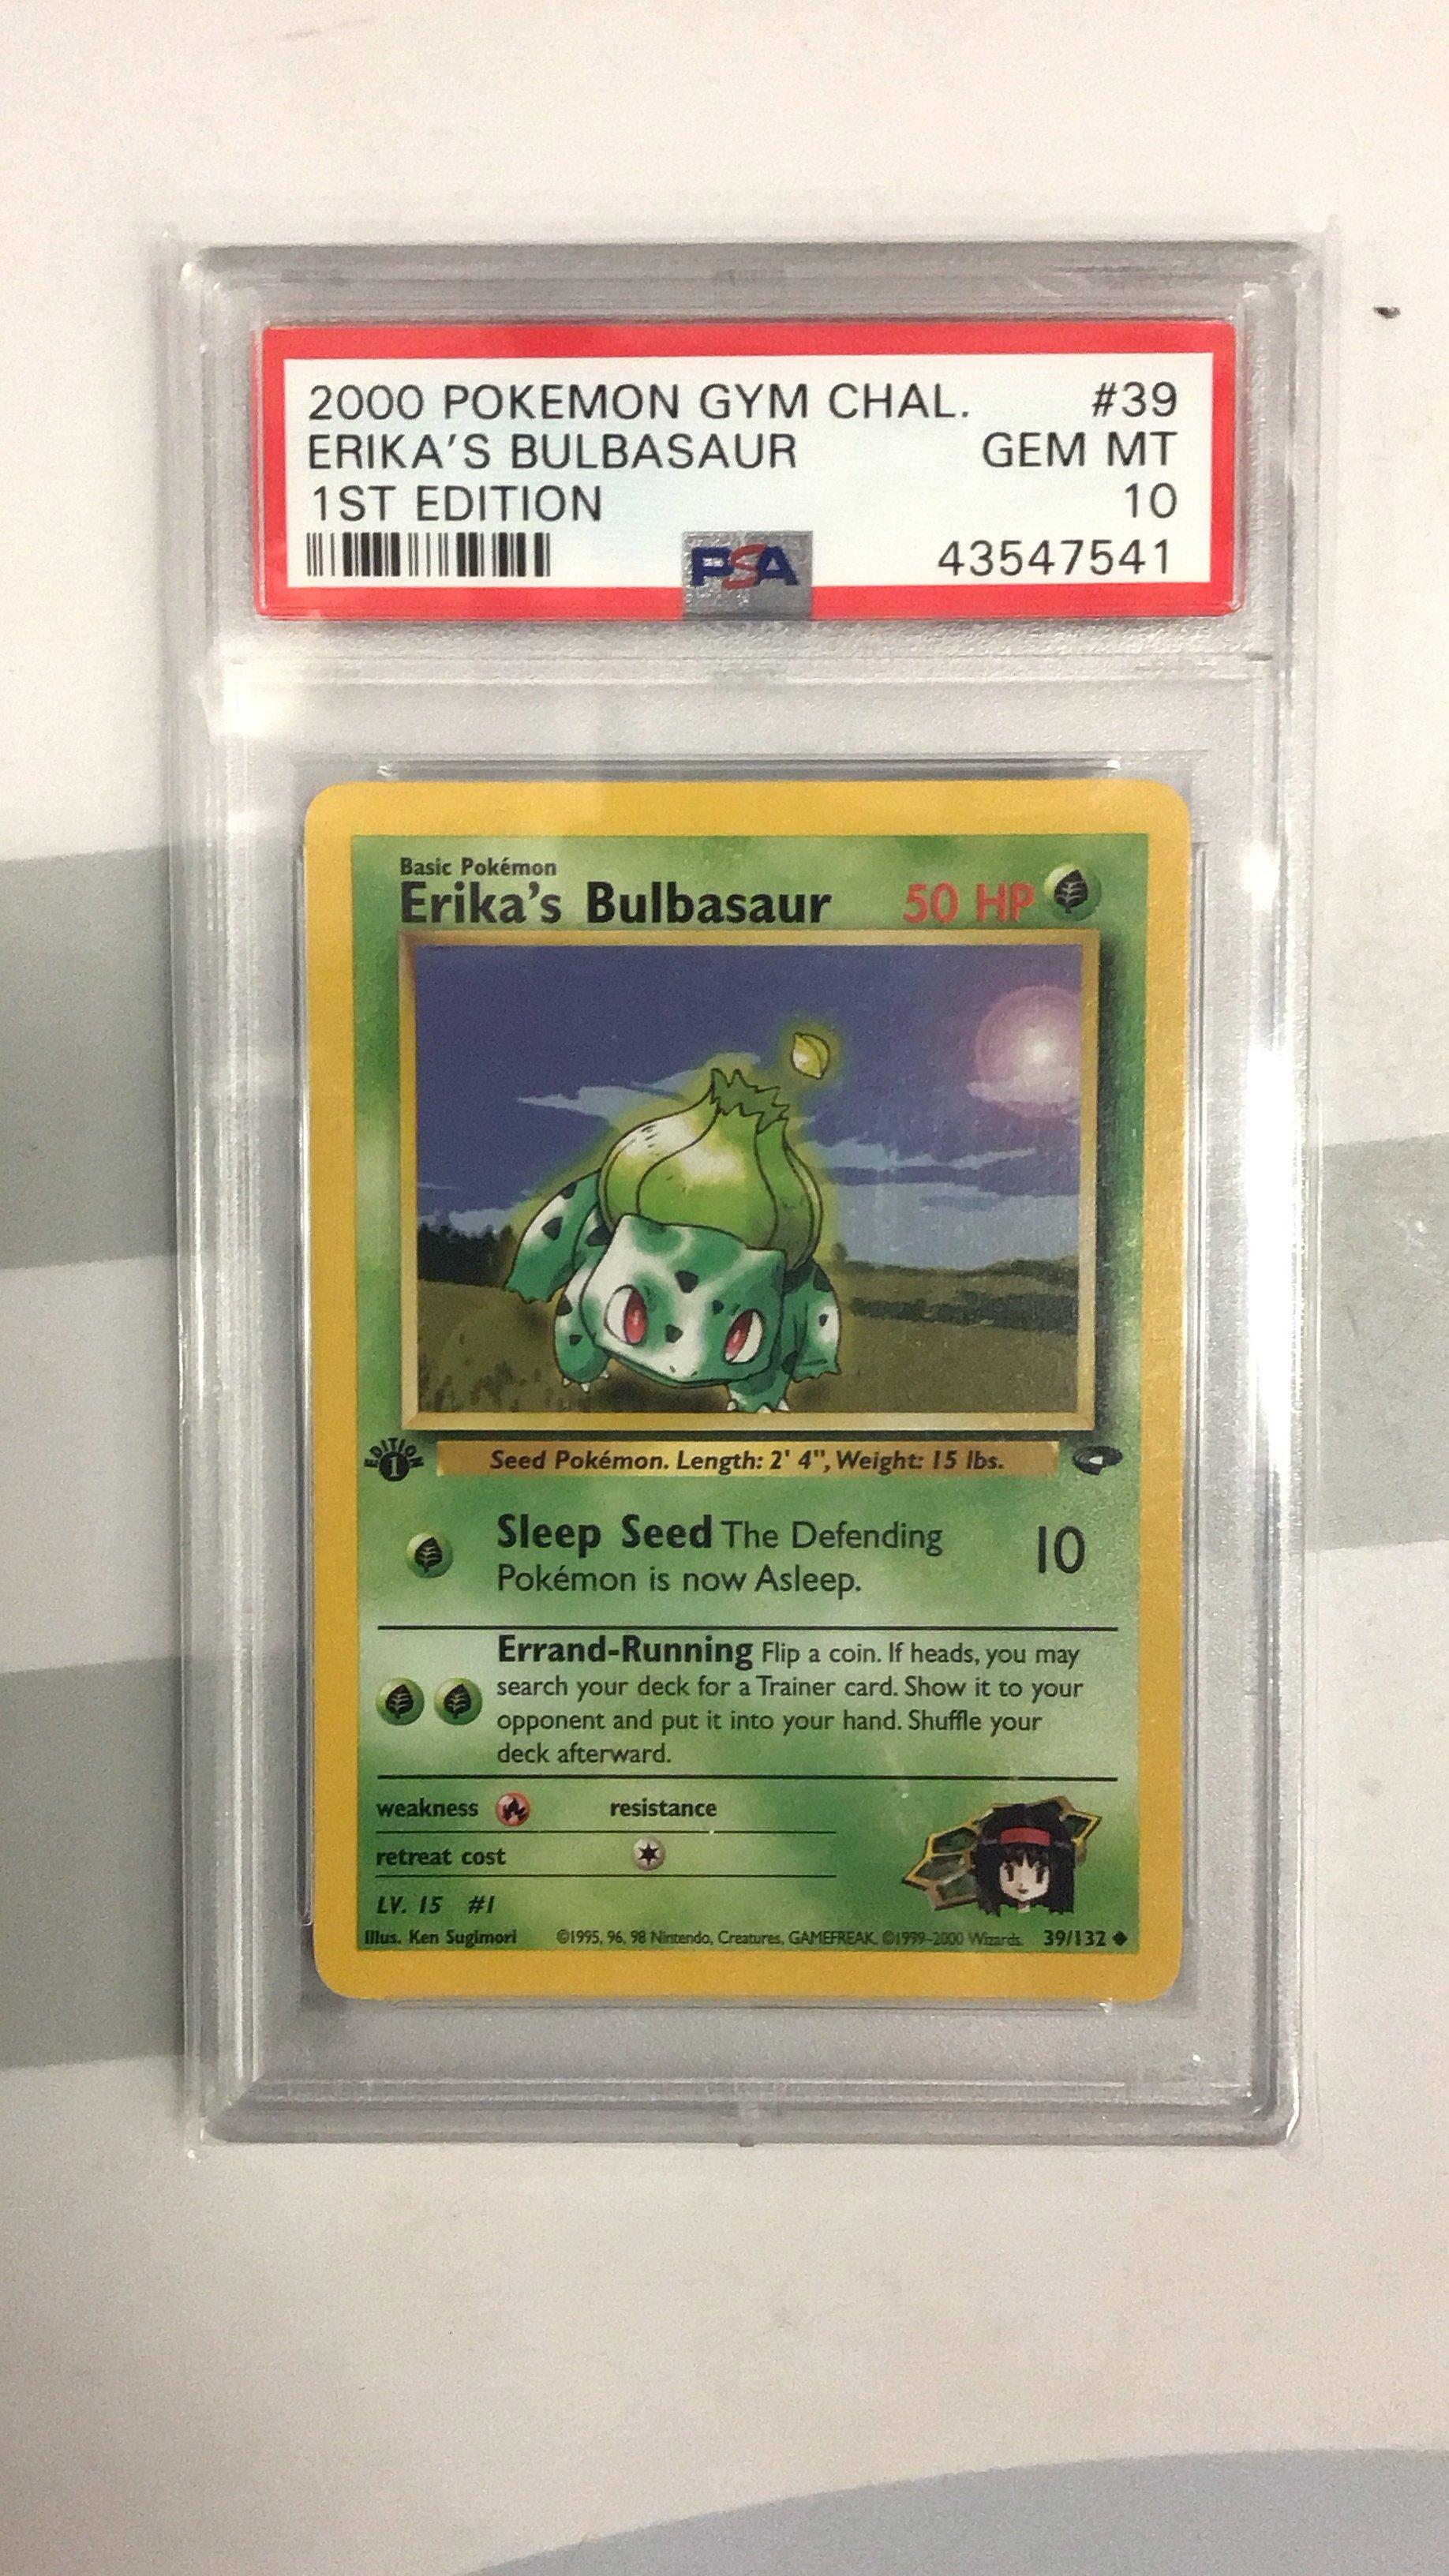 2000 POKEMON GYM CHAL. #39
ERIKA'S BULBASAUR GEM MT
1ST EDITION 10
PSA 43547541
Basic Pokémon
Erika's Bulbasaur 50 HP
EDITION 1
Seed Pokémon. Length: 2' 4", Weight: 15 lbs.
Sleep Seed The Defending 10
Pokémon is now Asleep.
Errand-Running Flip a coin. If heads, you may
search your deck for a Trainer card. Show it to your
opponent and put it into your hand. Shuffle your
deck afterward.
weakness resistance
retreat cost
LV. 15 #1
Illus. Ken Sugimori ©1995, 96, 98 Nintendo, Creatures, GAMEFREAK. ©1999-2000 Wizards. 39/132